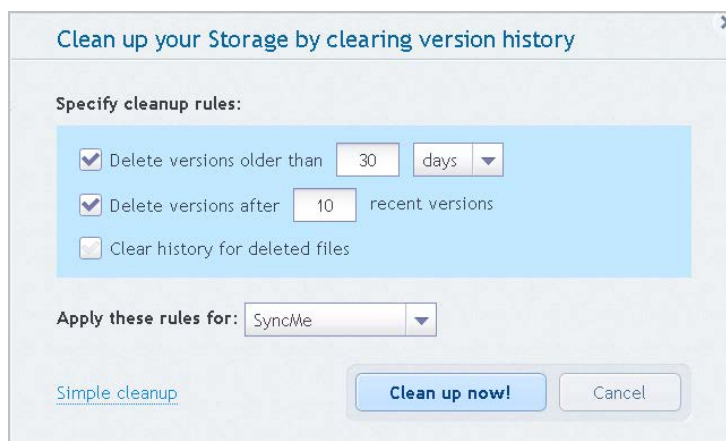 Clean up your Storage by clearing version history
Specify cleanup rules:
Delete versions older than 30 days
Delete versions after 10 recent versions
Clear history for deleted files
Apply these rules for: SyncMe
Simple cleanup Clean up now! Cancel